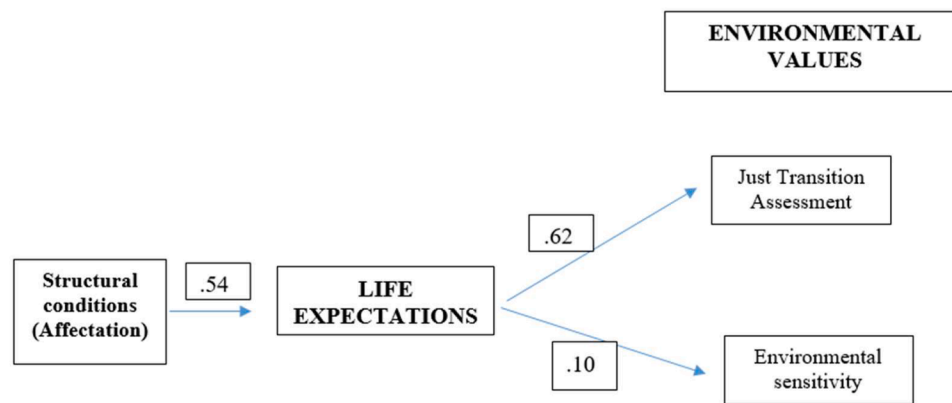 ENVIRONMENTAL
VALUES
Just Transition
Assessment
.62
Structural
conditions
(Affectation)
.54
LIFE
EXPECTATIONS
.10
Environmental
sensitivity